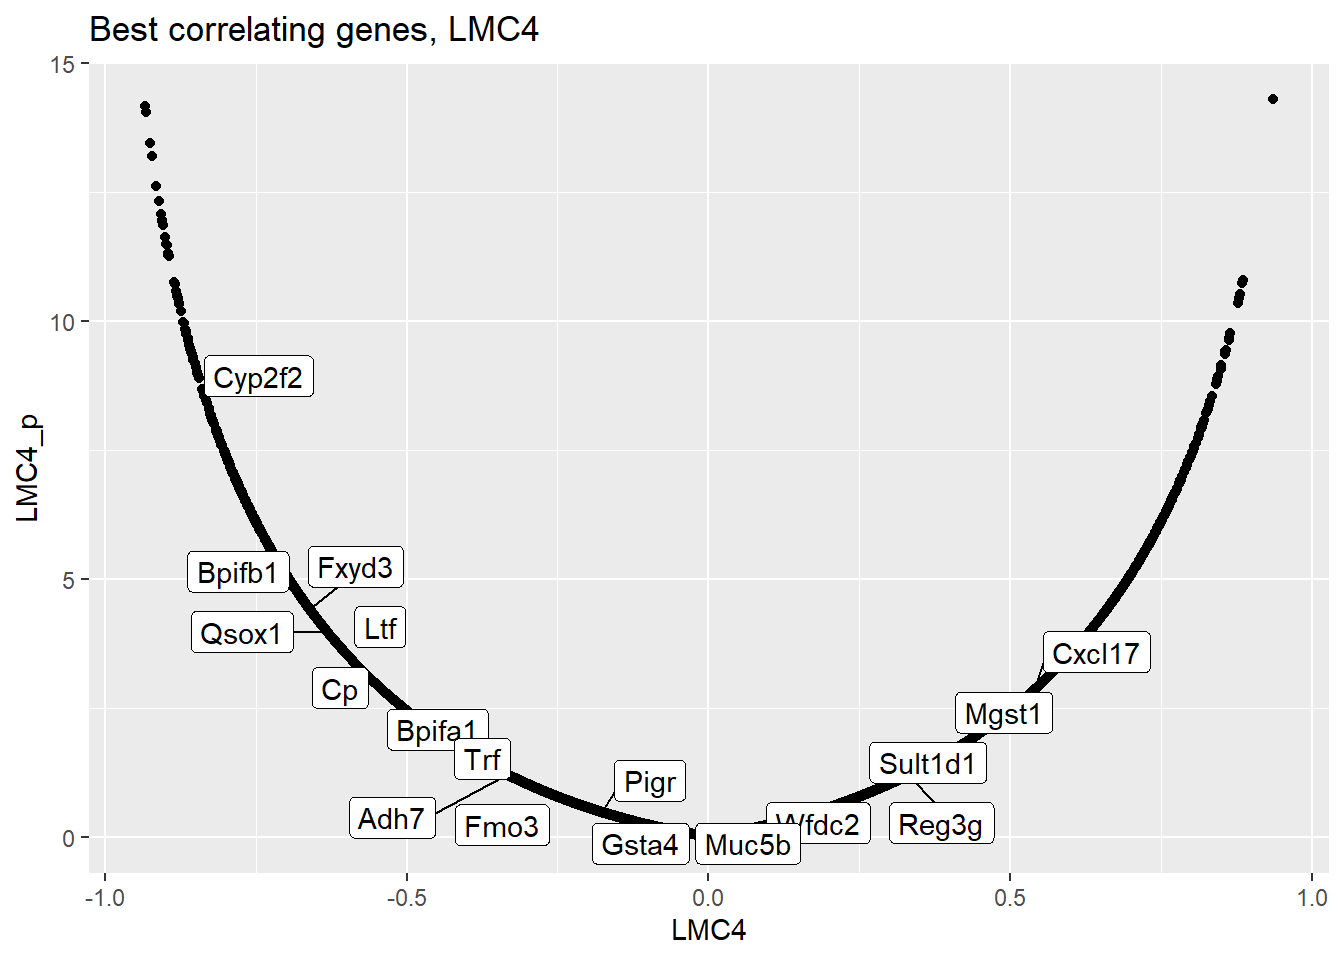 Best correlating genes, LMC4
15
10
5
0
LMC4_p
Cyp2f2
Bpifb1
Fxyd3
Qsox1
Ltf
Cp
Bpifa1
Trf
Adh7
Fmo3
Pigr
Gsta4
Muc5b
Wfdc2
Sult1d1
Reg3g
Mgst1
Cxcl17
-1.0 -0.5 0.0 0.5 1.0
LMC4